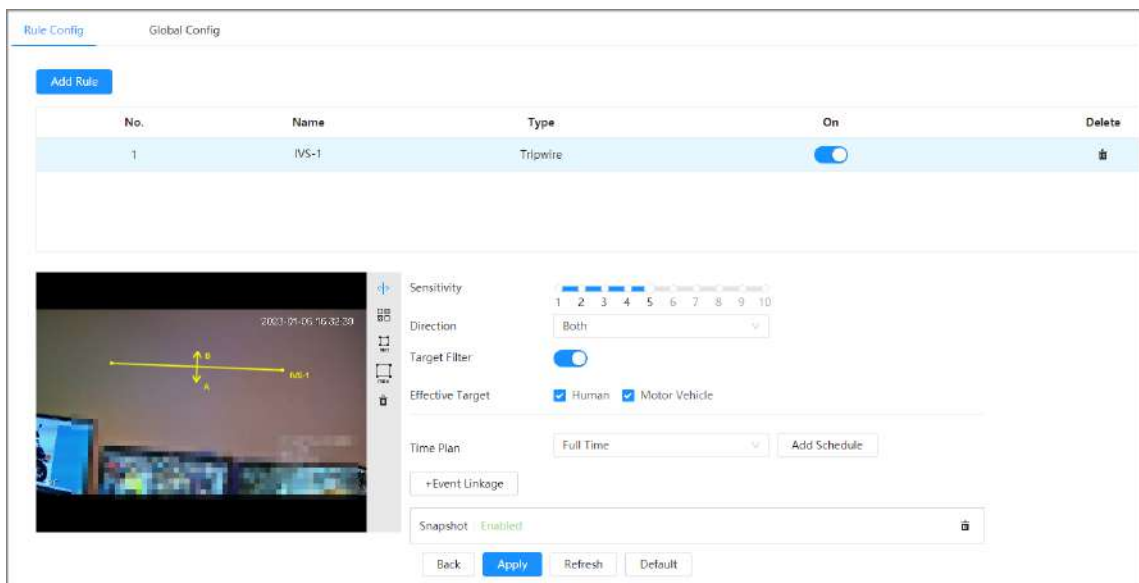 Rule Config Global Config
Add Rule
No. Name Type On Delete
1 IVS-1 Tripwire
2023-01-06 16:32:39
B
A
IVS-1
Sensitivity
1 2 3 4 5 6 7 8 9 10
Direction Both
Target Filter
Effective Target Human Motor Vehicle
Time Plan Full Time Add Schedule
+Event Linkage
Snapshot Enabled
Back Apply Refresh Default